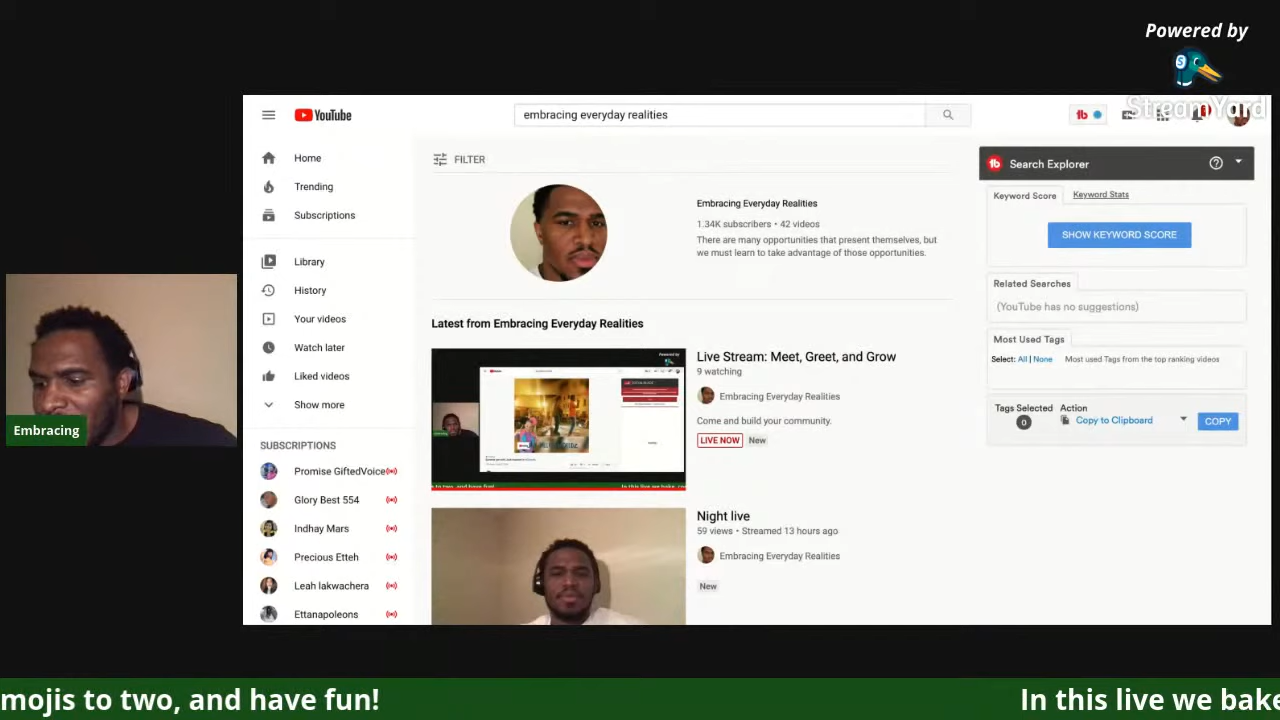 Powered by
StreamYard
YouTube
embracing everyday realities
Home
Trending
Subscriptions
Library
History
Your videos
Watch later
Liked videos
Show more
SUBSCRIPTIONS
Promise GiftedVoice
Glory Best 554
Indhay Mars
Precious Etteh
Leah lakwachera
Ettanapoleons
FILTER
Embracing Everyday Realities
1.34K subscribers • 42 videos
There are many opportunities that present themselves, but
we must learn to take advantage of those opportunities.
Latest from Embracing Everyday Realities
Live Stream: Meet, Greet, and Grow
9 watching
Embracing Everyday Realities
Come and build your community.
LIVE NOW New
Night live
59 views • Streamed 13 hours ago
Embracing Everyday Realities
New
tb
Search Explorer
Keyword Score Keyword Stats
SHOW KEYWORD SCORE
Related Searches
(YouTube has no suggestions)
Most Used Tags
Select: All | None Most used Tags from the top ranking videos
Tags Selected Action
0 Copy to Clipboard COPY
Embracing
mojis to two, and have fun! In this live we bake